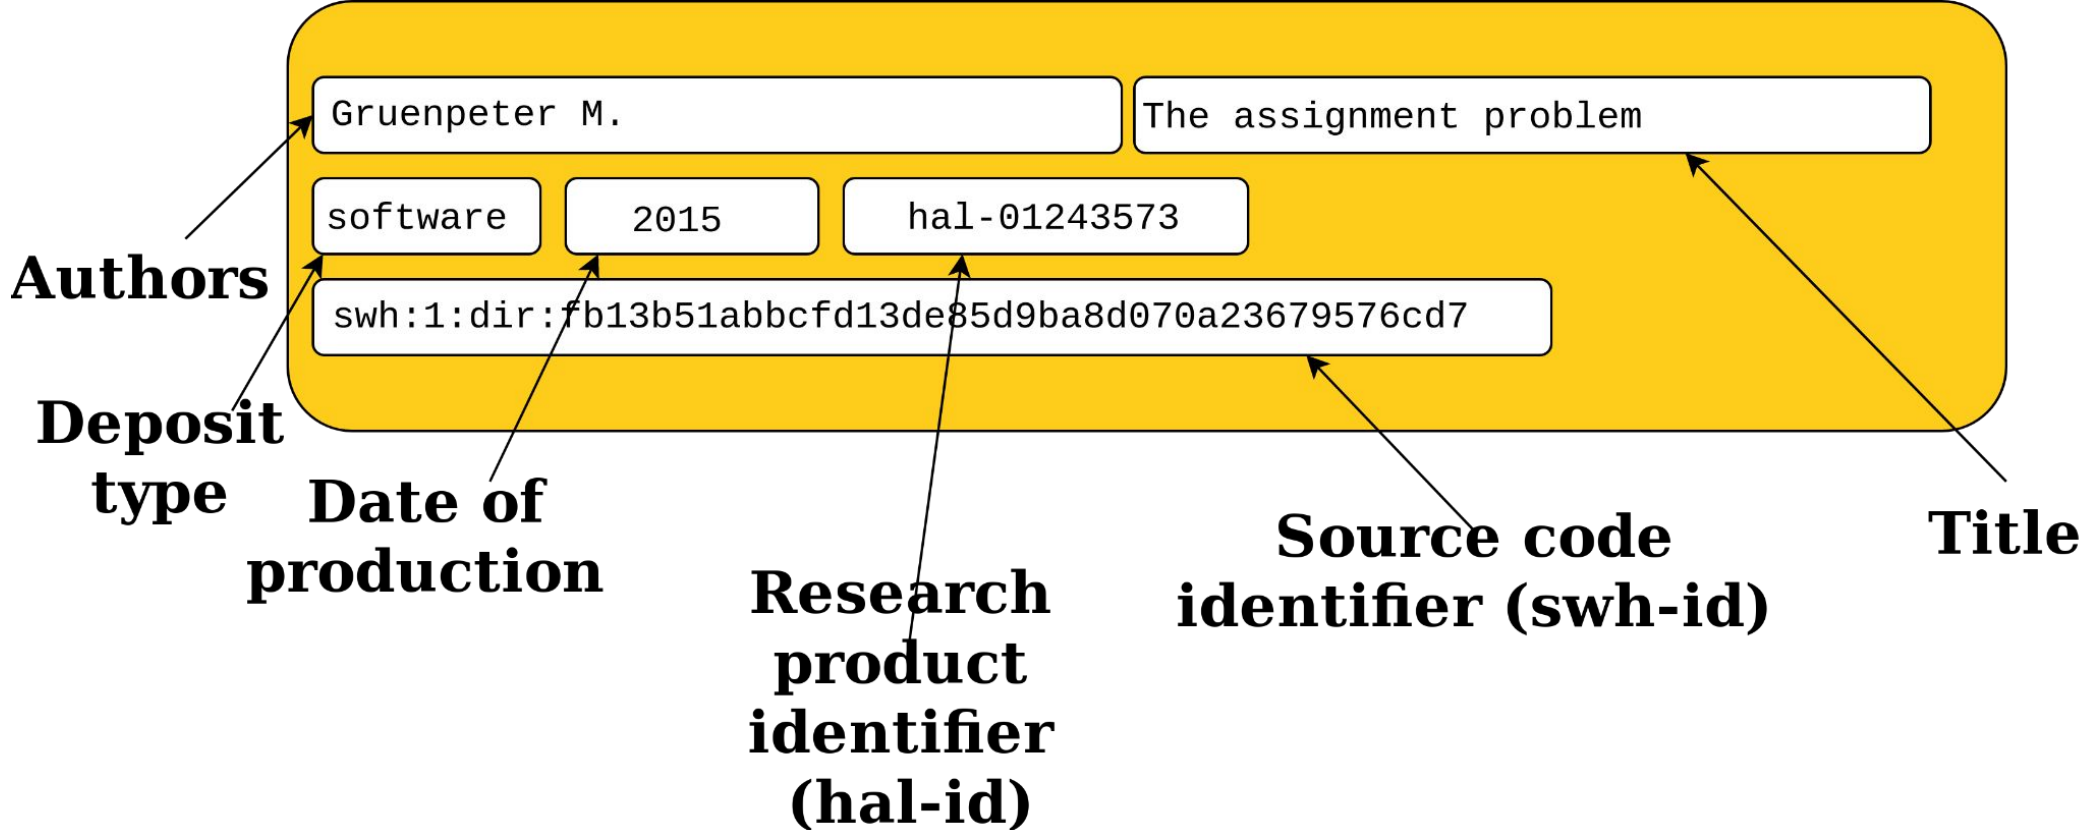 Gruenpeter M.
The assignment problem
software
2015
hal-01243573
swh:1:dir:fb13b51abbcfd13de85d9ba8d070a23679576cd7
Authors
Deposit
type
Date of
production
Research
product
identifier
(hal-id)
Source code
identifier (swh-id)
Title